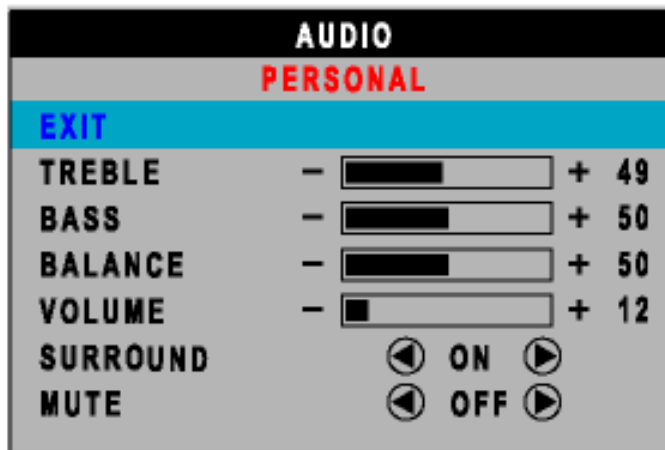 AUDIO
PERSONAL
EXIT
TREBLE - + 49
BASS - + 50
BALANCE - + 50
VOLUME - + 12
SURROUND ON
MUTE OFF